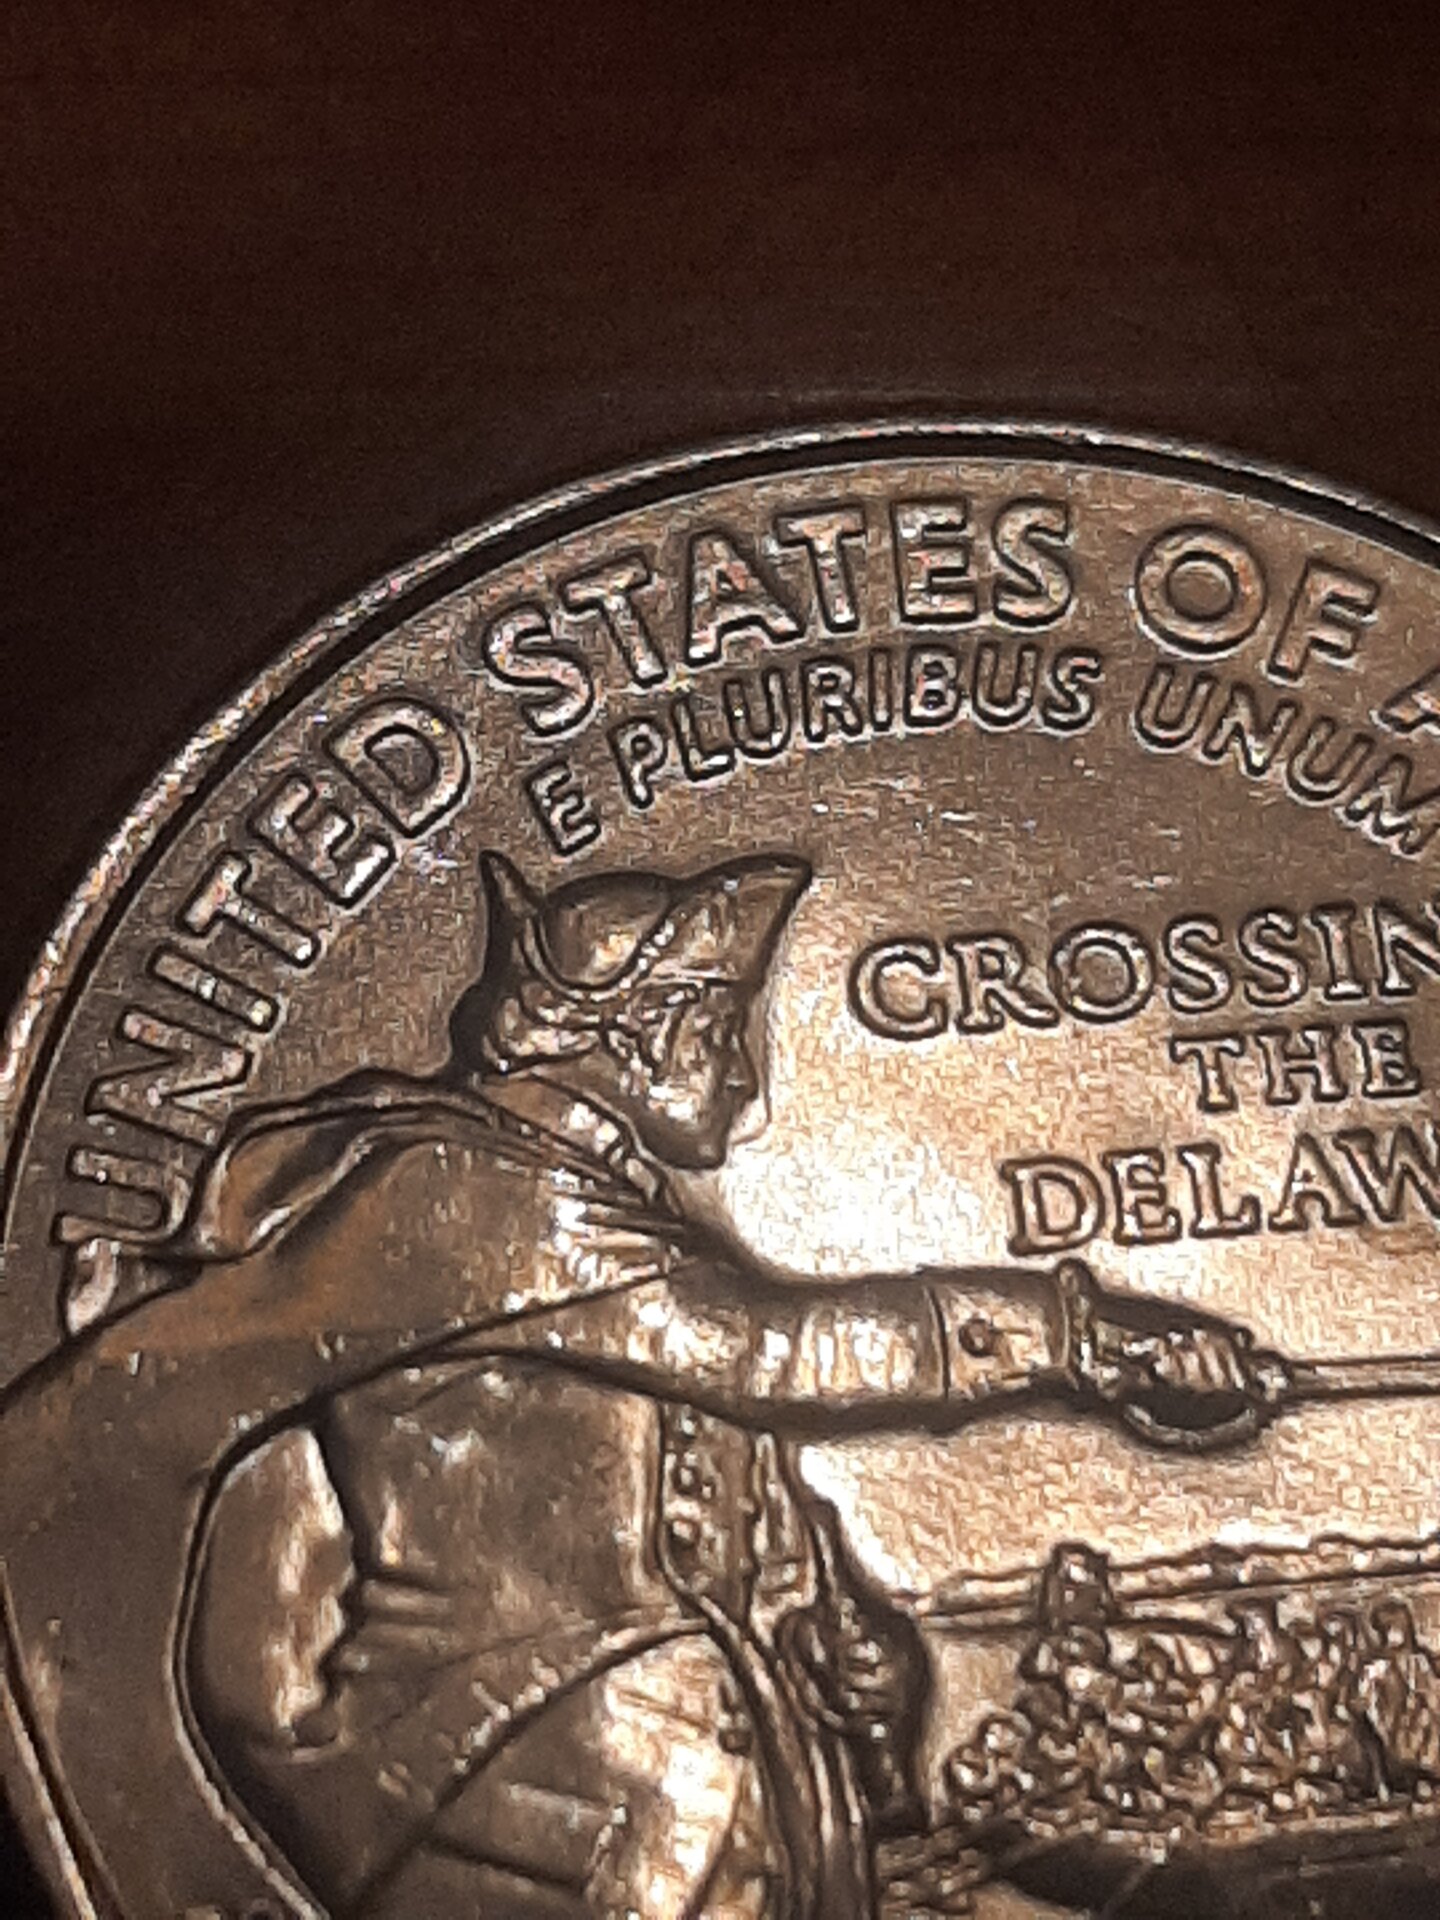 UNITED STATES OF A
E PLURIBUS UNUM
CROSSIN
THE
DELAW